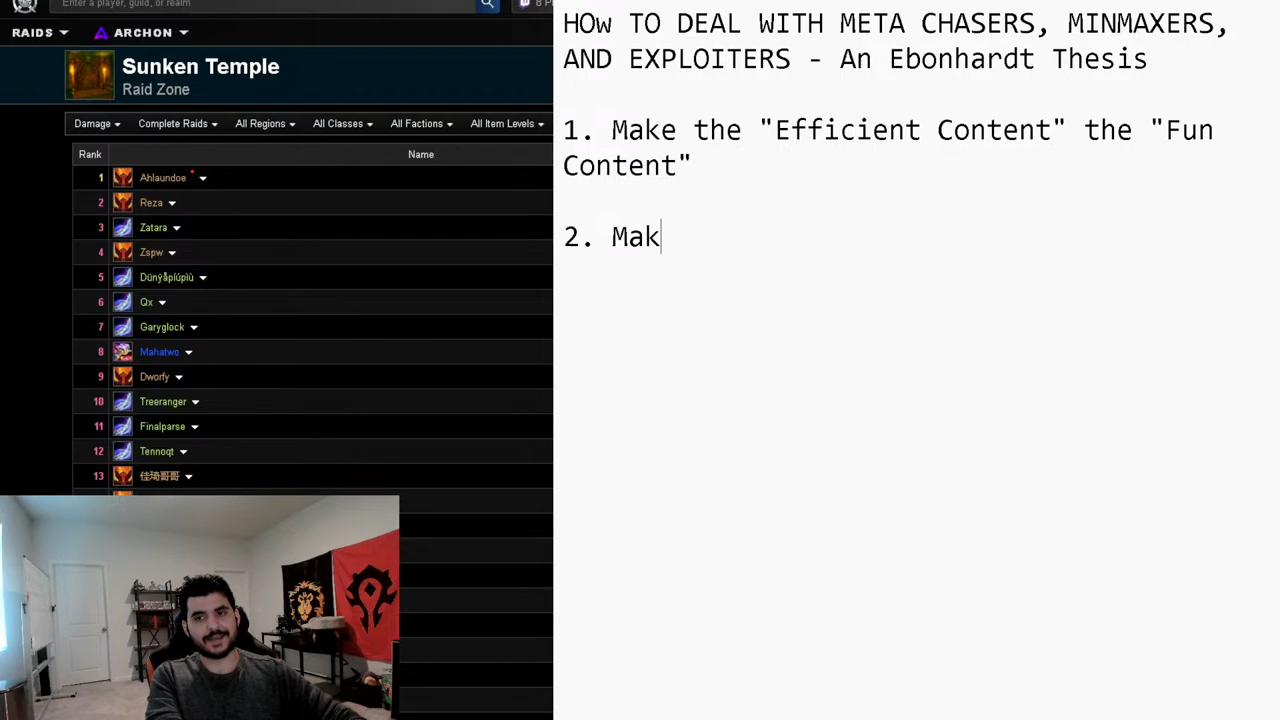 Enter a player, guild, or realm
8 P
RAIDS
ARCHON
Sunken Temple
Raid Zone
Damage Complete Raids All Regions All Classes All Factions All Item Levels
Rank Name
1 Ahlaundoe
2 Reza
3 Zatara
4 Zspw
5
6 Qx
7 Garyglock
8 Mahatwo
9 Dworfy
10 Treeranger
11 Finalparse
12 Tennoqt
13 佳琦哥哥
HOw TO DEAL WITH META CHASERS, MINMAXERS,
AND EXPLOITERS - An Ebonhardt Thesis
1. Make the "Efficient Content" the "Fun
Content"
2. Mak